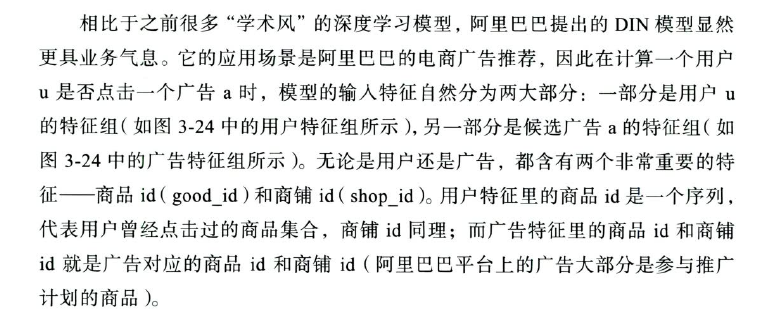 相比于之前很多“学术风”的深度学习模型，阿里巴巴提出的 DIN 模型显然
更具业务气息。它的应用场景是阿里巴巴的电商广告推荐，因此在计算一个用户
u 是否点击一个广告 a 时，模型的输入特征自然分为两大部分：一部分是用户 u
的特征组（如图 3-24 中的用户特征组所示），另一部分是候选广告 a 的特征组（如
图 3-24 中的广告特征组所示）。无论是用户还是广告，都含有两个非常重要的特
征——商品 id（good_id）和商铺 id（shop_id）。用户特征里的商品 id 是一个序列，
代表用户曾经点击过的商品集合，商铺 id 同理；而广告特征里的商品 id 和商铺
id 就是广告对应的商品 id 和商铺 id（阿里巴巴平台上的广告大部分是参与推广
计划的商品）。